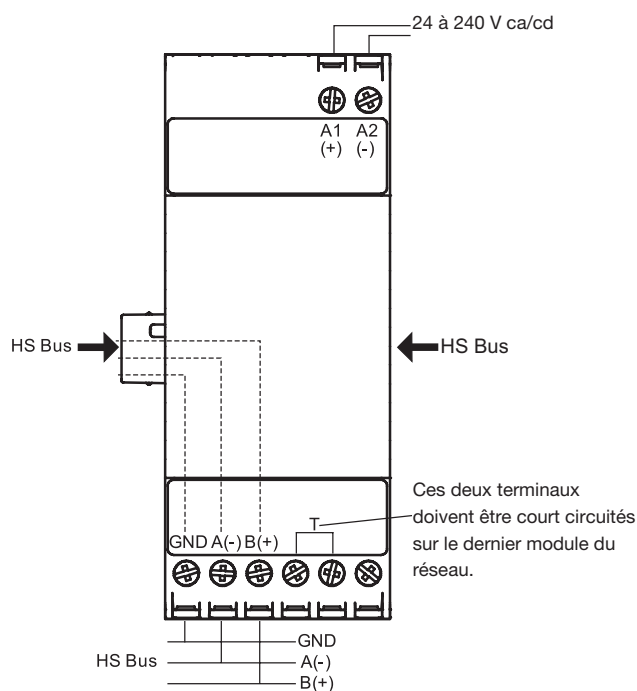 24 à 240 V ca/cd
A1 A2
(+) (-)
HS Bus
HS Bus
Ces deux terminaux
doivent être court circuités
sur le dernier module du
réseau.
T
GND A(-) B(+)
GND
HS Bus
A(-)
B(+)